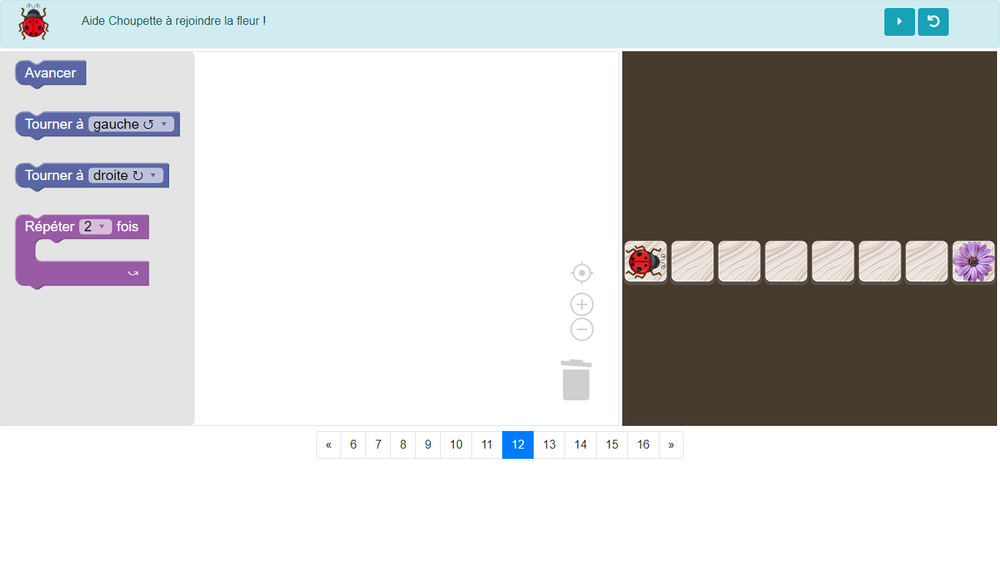 Aide Choupette à rejoindre la fleur !
Avancer
Tourner à gauche ↺ ▾
Tourner à droite ↻ ▾
Répéter 2 ▾ fois
« 6 7 8 9 10 11 12 13 14 15 16 »